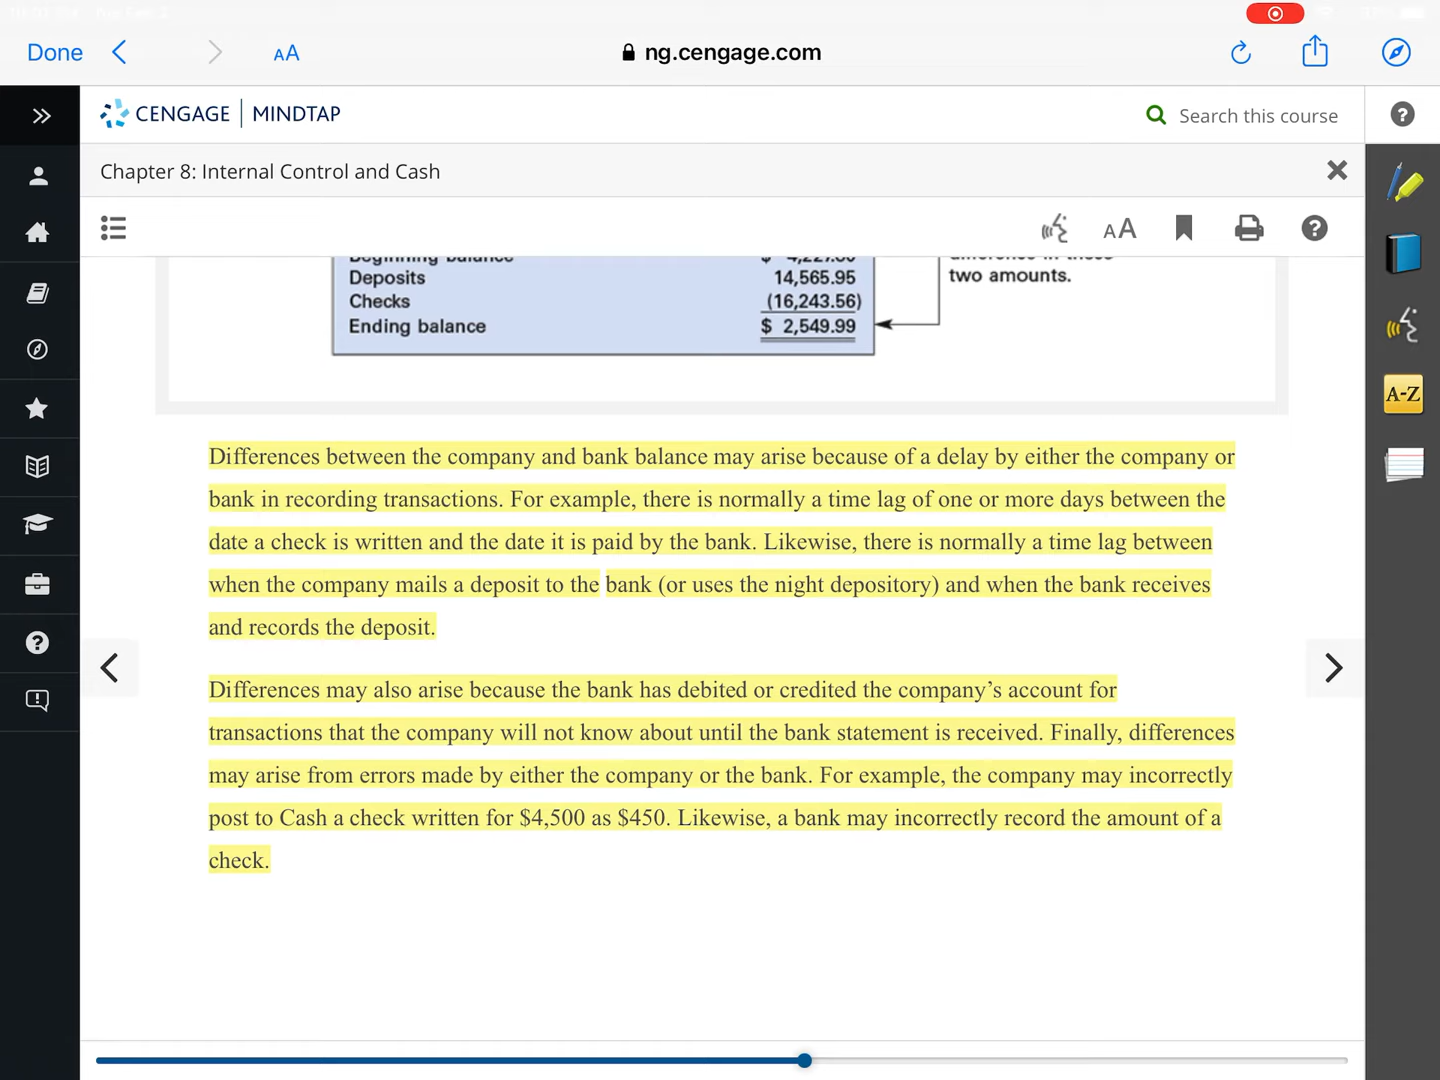 Done
AA
ng.cengage.com
CENGAGE | MINDTAP
Search this course
Chapter 8: Internal Control and Cash
AA
Beginning balance
Deposits 14,565.95 two amounts.
Checks (16,243.56)
Ending balance $ 2,549.99
A-Z
Differences between the company and bank balance may arise because of a delay by either the company or
bank in recording transactions. For example, there is normally a time lag of one or more days between the
date a check is written and the date it is paid by the bank. Likewise, there is normally a time lag between
when the company mails a deposit to the bank (or uses the night depository) and when the bank receives
and records the deposit.
Differences may also arise because the bank has debited or credited the company’s account for
transactions that the company will not know about until the bank statement is received. Finally, differences
may arise from errors made by either the company or the bank. For example, the company may incorrectly
post to Cash a check written for $4,500 as $450. Likewise, a bank may incorrectly record the amount of a
check.